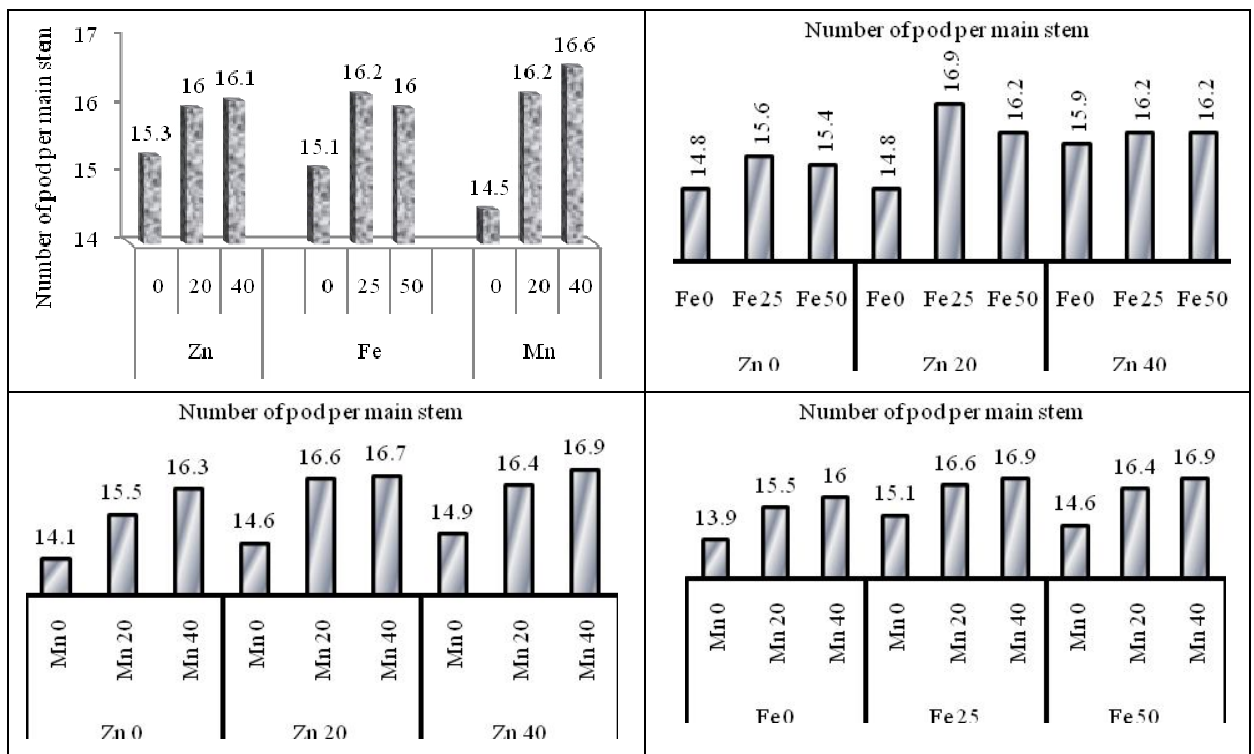 Number of pod per main stem
17
16
15
14
15.3
16
16.1
15.1
16.2
16
14.5
16.2
16.6
0 20 40 0 25 50 0 20 40
Zn Fe Mn
Number of pod per main stem
14.8
15.6
15.4
14.8
16.9
16.2
15.9
16.2
16.2
Fe0 Fe25 Fe50 Fe0 Fe25 Fe50 Fe0 Fe25 Fe50
Zn 0 Zn 20 Zn 40
Number of pod per main stem
14.1
15.5
16.3
14.6
16.6
16.7
14.9
16.4
16.9
Mn 0
Mn 20
Mn 40
Mn 0
Mn 20
Mn 40
Mn 0
Mn 20
Mn 40
Zn 0 Zn 20 Zn 40
Number of pod per main stem
13.9
15.5
16
15.1
16.6
16.9
14.6
16.4
16.9
Mn 0
Mn 20
Mn 40
Mn 0
Mn 20
Mn 40
Mn 0
Mn 20
Mn 40
Fe0 Fe25 Fe50